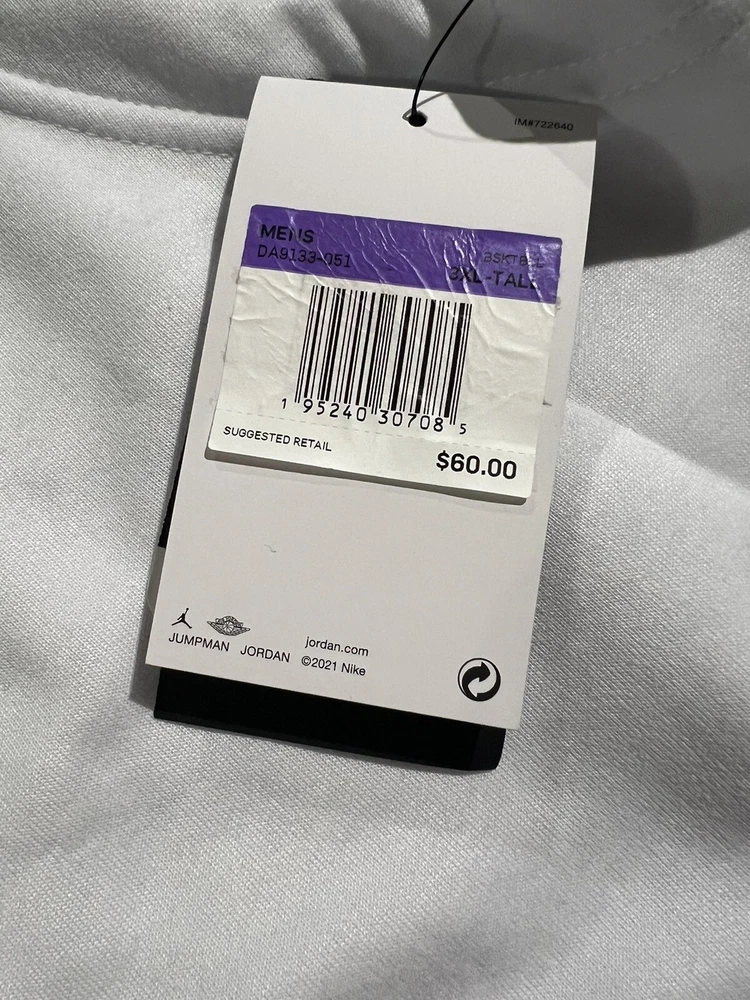 IM#722640
MENS
DA9133-051
BSKTBALL
3XL-TALL
1 95240 30708 5
SUGGESTED RETAIL
$60.00
JUMPMAN JORDAN
jordan.com
©2021 Nike